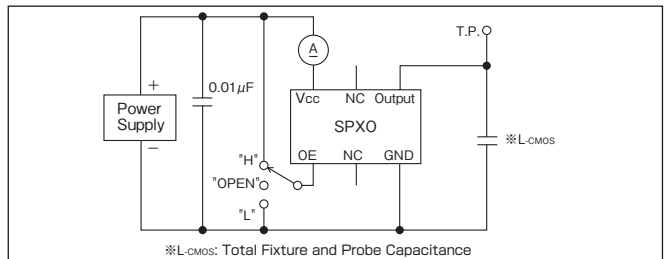 T.P.
A
+
0.01μF
Vcc NC Output
Power
Supply
SPXO
※L-CMOS
−
OE NC GND
"H"
"OPEN"
"L"
※L-CMOS: Total Fixture and Probe Capacitance